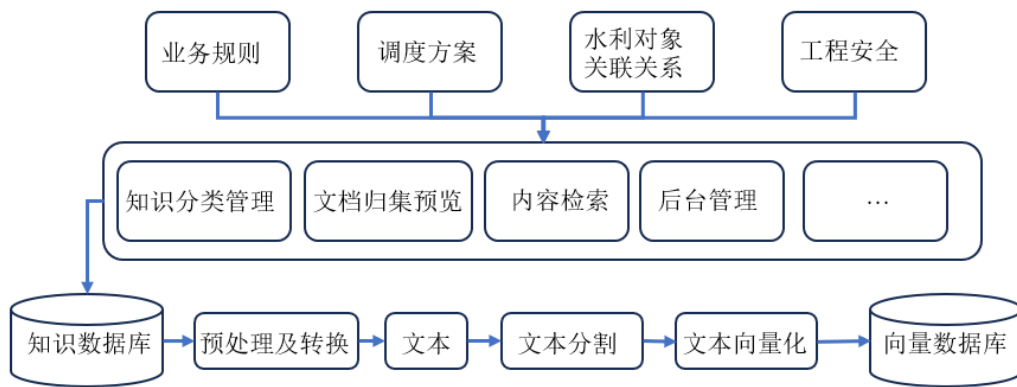 业务规则
调度方案
水利对象
关联关系
工程安全
知识分类管理
文档归集预览
内容检索
后台管理
…
知识数据库
预处理及转换
文本
文本分割
文本向量化
向量数据库